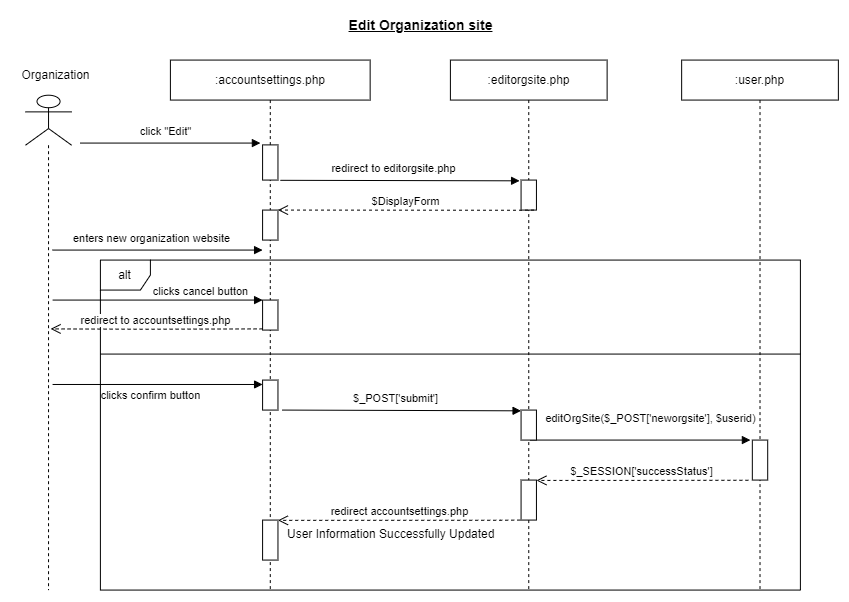 Edit Organization site
Organization
:accountsettings.php
:editorgsite.php
:user.php
click "Edit"
redirect to editorgsite.php
$DisplayForm
enters new organization website
alt
clicks cancel button
redirect to accountsettings.php
clicks confirm button
$_POST['submit']
editOrgSite($_POST['neworgsite'], $userid)
$_SESSION['successStatus']
redirect accountsettings.php
User Information Successfully Updated